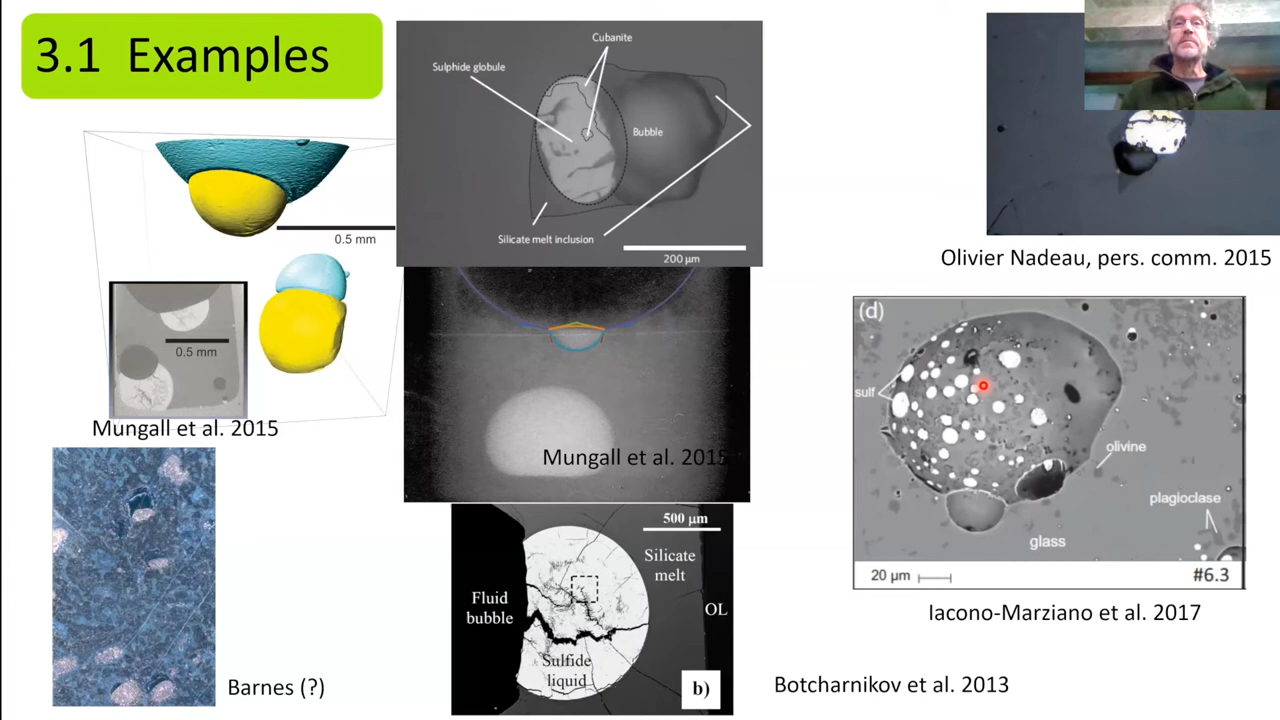 3.1 Examples
Cubanite
Sulphide globule
Bubble
Silicate melt inclusion
200 µm
0.5 mm
0.5 mm
Mungall et al. 2015
Mungall et al. 2015
Olivier Nadeau, pers. comm. 2015
(d)
sulf
olivine
plagioclase
glass
20 µm
#6.3
Iacono-Marziano et al. 2017
500 µm
Silicate
melt
Fluid
bubble
OL
Sulfide
liquid
b)
Barnes (?)
Botcharnikov et al. 2013